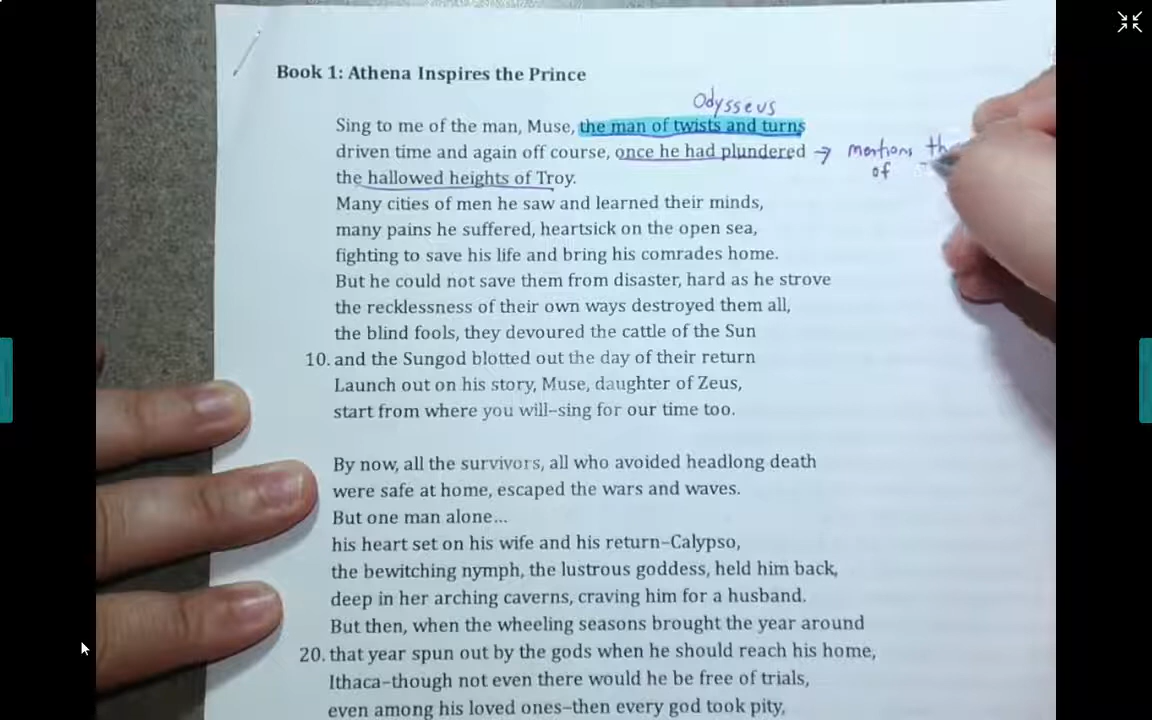 Book 1: Athena Inspires the Prince
Odysseus
Sing to me of the man, Muse, the man of twists and turns
driven time and again off course, once he had plundered → mentions
of
the hallowed heights of Troy.
Many cities of men he saw and learned their minds,
many pains he suffered, heartsick on the open sea,
fighting to save his life and bring his comrades home.
But he could not save them from disaster, hard as he strove
the recklessness of their own ways destroyed them all,
the blind fools, they devoured the cattle of the Sun
10. and the Sungod blotted out the day of their return
Launch out on his story, Muse, daughter of Zeus,
start from where you will–sing for our time too.
By now, all the survivors, all who avoided headlong death
were safe at home, escaped the wars and waves.
But one man alone...
his heart set on his wife and his return–Calypso,
the bewitching nymph, the lustrous goddess, held him back,
deep in her arching caverns, craving him for a husband.
But then, when the wheeling seasons brought the year around
20. that year spun out by the gods when he should reach his home,
Ithaca–though not even there would he be free of trials,
even among his loved ones–then every god took pity,